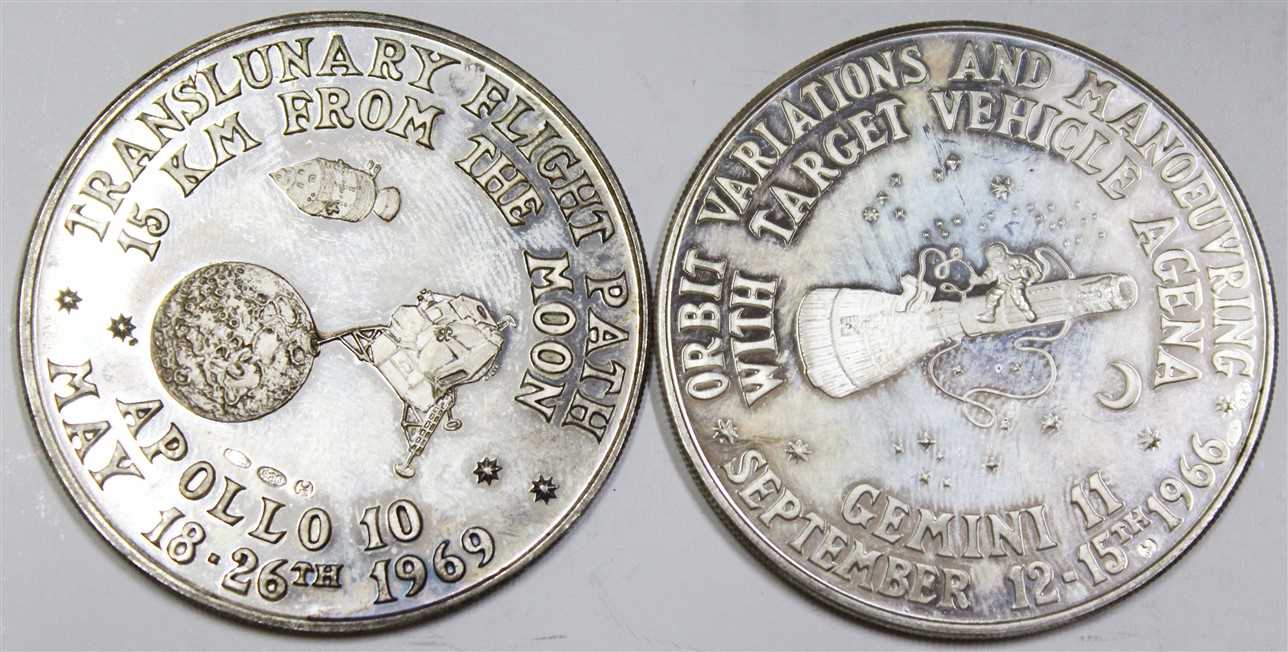 TRANSLUNARY FLIGHT PATH
15 KM FROM THE MOON
APOLLO 10
MAY 18-26TH 1969
ORBIT VARIATIONS AND MANOEUVRING
WITH TARGET VEHICLE AGENA
GEMINI 11
SEPTEMBER 12-15TH 1966